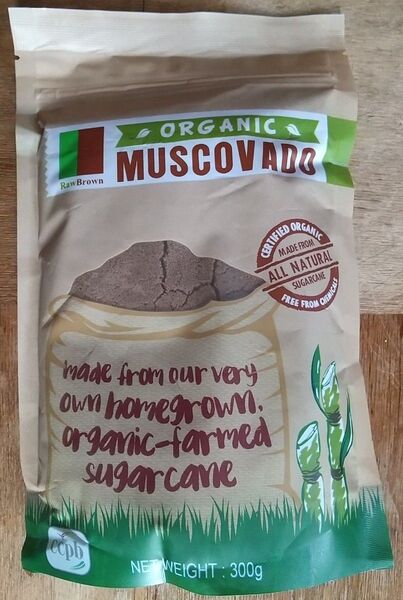 ORGANIC
MUSCOVADO
RawBrown
CERTIFIED ORGANIC
MADE FROM
ALL NATURAL
SUGARCANE
FREE FROM CHEMICALS
made from our very
own homegrown,
organic-farmed
sugarcane
ccpb
NET WEIGHT : 300g